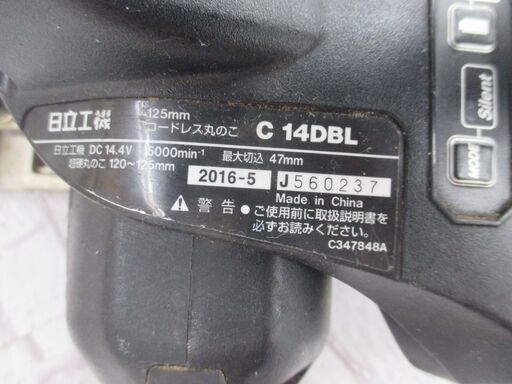 日立工機
125mm
コードレス丸のこ C 14DBL
日立工機 DC 14.4V 5000min⁻¹ 最大切込 47mm
超硬丸のこ 120～125mm
2016-5 J560237
Made in China
⚠ 警告 ●ご使用前に取扱説明書を
必ずお読みください。
C347848A
Silent
MODE